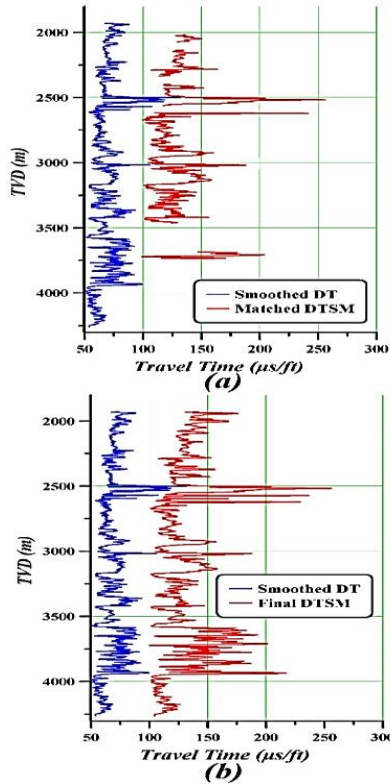 2000
2500
3000
3500
4000
TVD (m)
Smoothed DT
Matched DTSM
50 100 150 200 250 300
Travel Time (μs/ft)
(a)
2000
2500
3000
3500
4000
TVD (m)
Smoothed DT
Final DTSM
50 100 150 200 250 300
Travel Time (μs/ft)
(b)